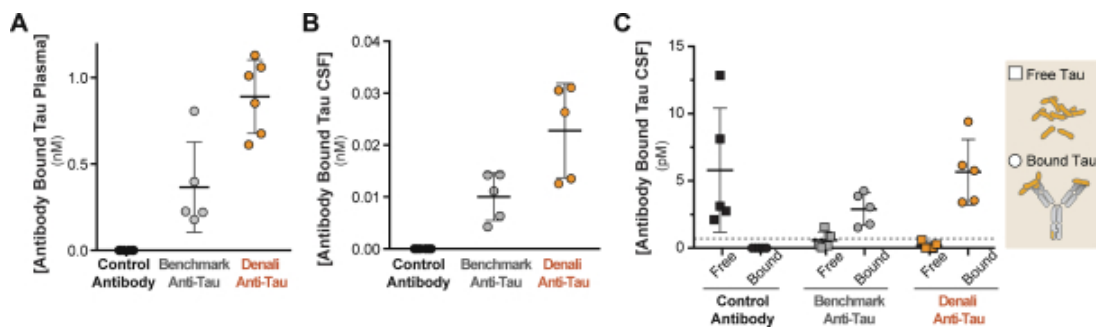 A
[Antibody Bound Tau Plasma]
(nM)
1.0
0.5
0.0
Control
Antibody
Benchmark
Anti-Tau
Denali
Anti-Tau
B
[Antibody Bound Tau CSF]
(nM)
0.04
0.03
0.02
0.01
0.00
Control
Antibody
Benchmark
Anti-Tau
Denali
Anti-Tau
C
[Antibody Bound Tau CSF]
(pM)
15
10
5
0
Free
Bound
Free
Bound
Free
Bound
Control
Antibody
Benchmark
Anti-Tau
Denali
Anti-Tau
Free Tau
Bound Tau